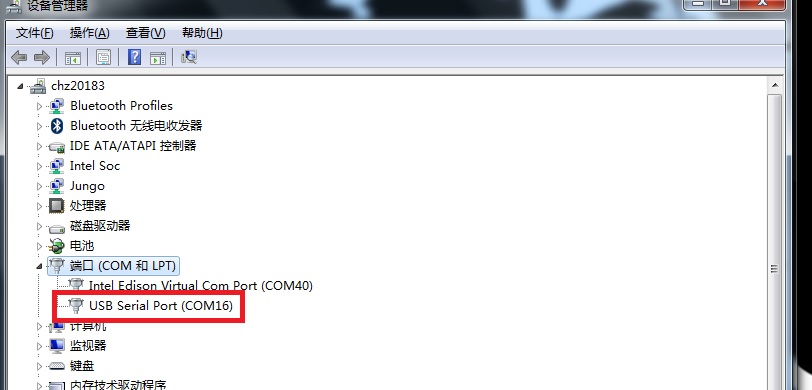 设备管理器
文件(F) 操作(A) 查看(V) 帮助(H)
chz20183
Bluetooth Profiles
Bluetooth 无线电收发器
IDE ATA/ATAPI 控制器
Intel Soc
Jungo
处理器
磁盘驱动器
电池
端口 (COM 和 LPT)
Intel Edison Virtual Com Port (COM40)
USB Serial Port (COM16)
计算机
监视器
键盘
内存技术驱动程序